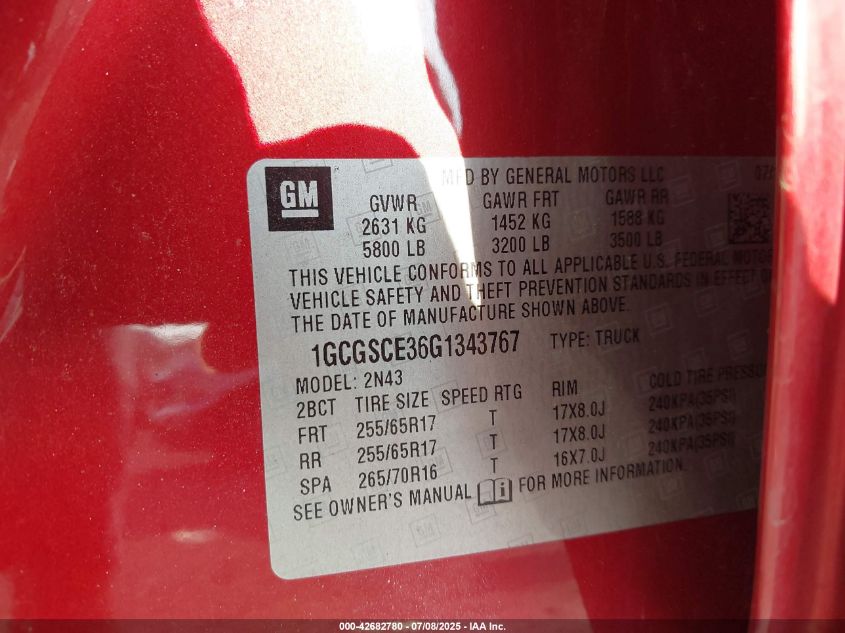 GM
MFD BY GENERAL MOTORS LLC
GVWR GAWR FRT GAWR RR
2631 KG 1452 KG 1588 KG
5800 LB 3200 LB 3500 LB
THIS VEHICLE CONFORMS TO ALL APPLICABLE U.S. FEDERAL MOTOR
VEHICLE SAFETY AND THEFT PREVENTION STANDARDS IN EFFECT ON
THE DATE OF MANUFACTURE SHOWN ABOVE.
1GCGSCE36G1343767 TYPE: TRUCK
MODEL: 2N43
2BCT TIRE SIZE SPEED RTG RIM COLD TIRE PRESSU
FRT 255/65R17 T 17X8.0J 240KPA(35PSI)
RR 255/65R17 T 17X8.0J 240KPA(35PSI)
SPA 265/70R16 T 16X7.0J 240KPA(35PSI)
SEE OWNER'S MANUAL FOR MORE INFORMATION.
000-42682780 - 07/08/2025 - IAA Inc.